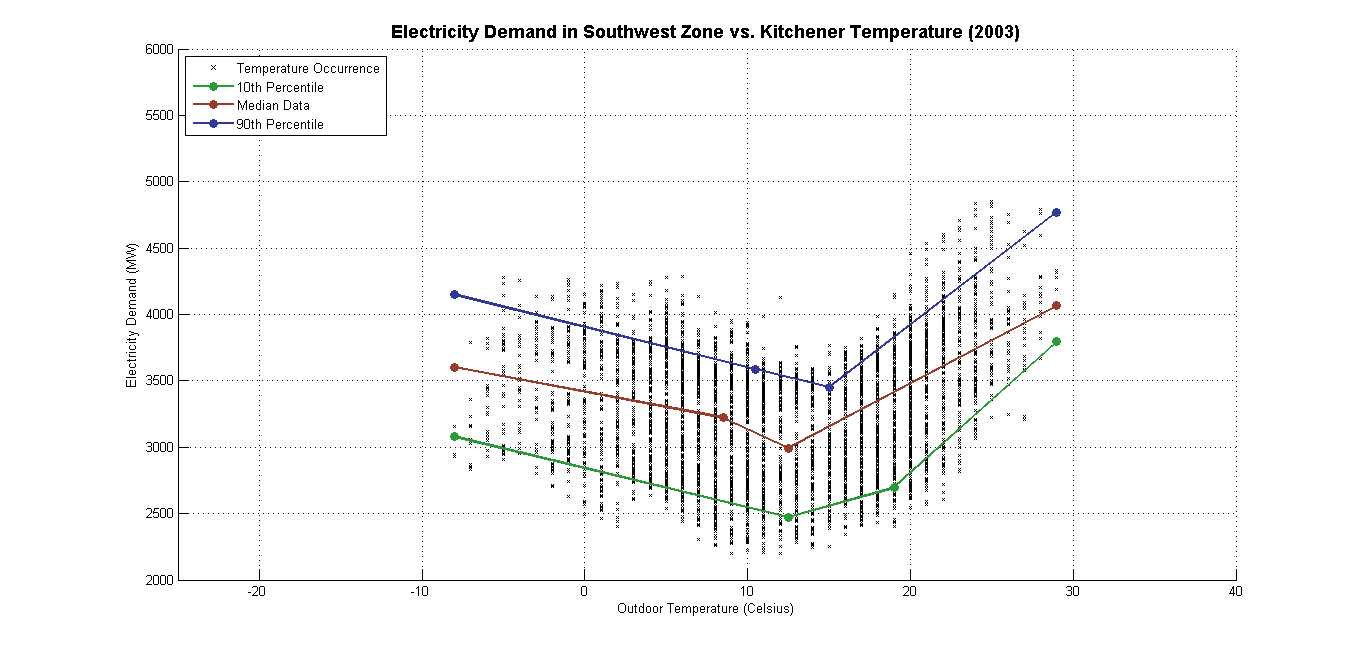 Electricity Demand in Southwest Zone vs. Kitchener Temperature (2003)
6000
Temperature Occurrence
10th Percentile
Median Data
90th Percentile
5500
5000
4500
4000
3500
3000
2500
2000
Electricity Demand (MW)
-20 -10 0 10 20 30 40
Outdoor Temperature (Celsius)